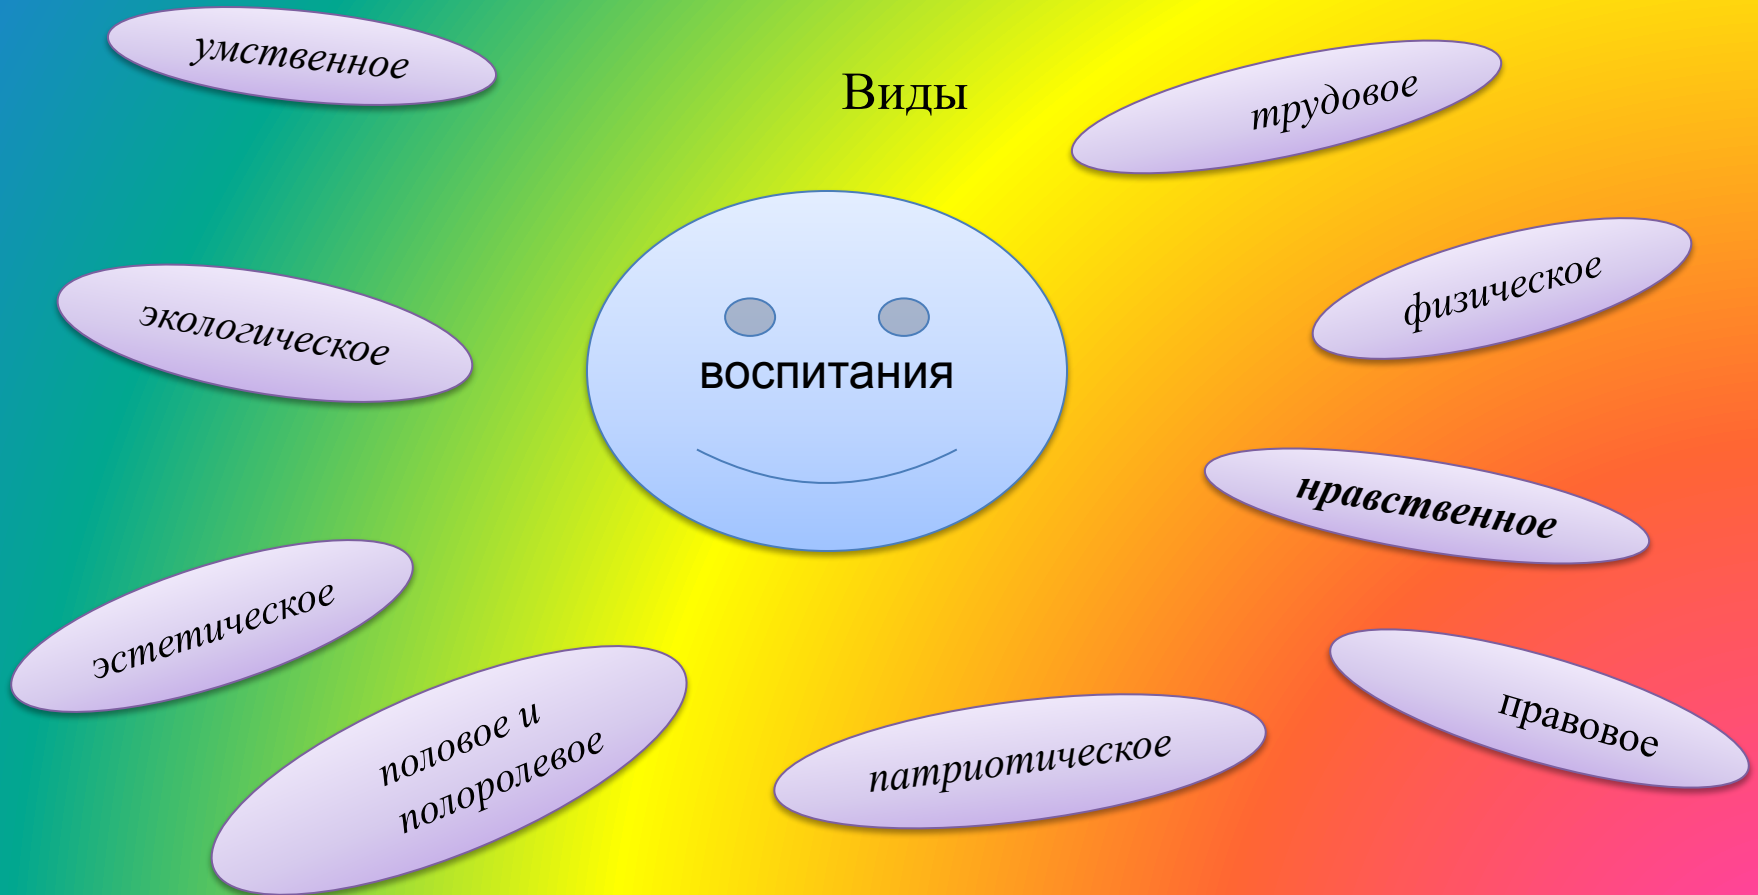 умственное
Виды
трудовое
экологическое
физическое
воспитания
нравственное
эстетическое
половое и
полоролевое
патриотическое
правовое